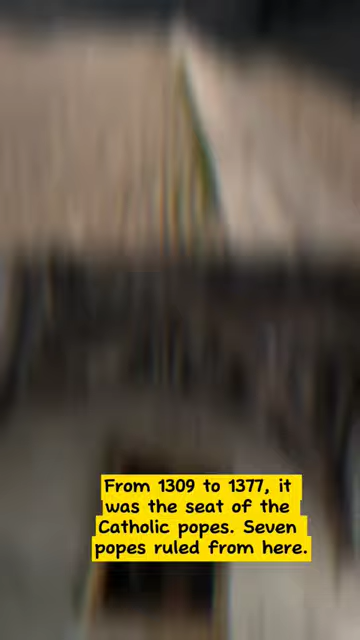 From 1309 to 1377, it
was the seat of the
Catholic popes. Seven
popes ruled from here.